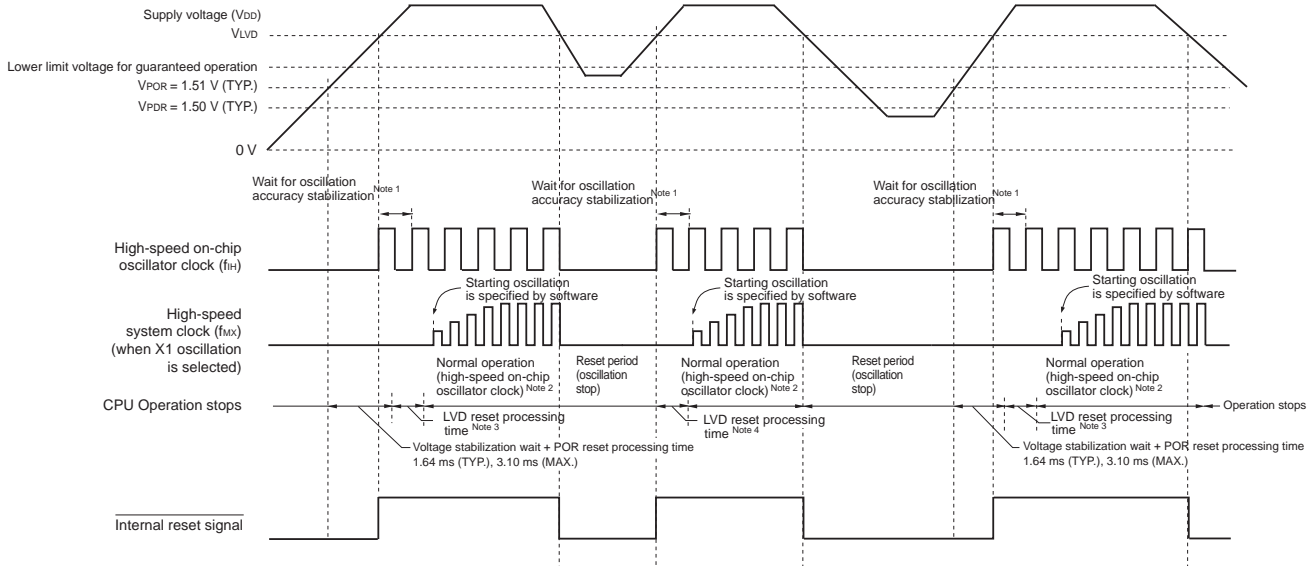 Supply voltage (VDD)
VLVD
Lower limit voltage for guaranteed operation
VPOR = 1.51 V (TYP.)
VPDR = 1.50 V (TYP.)
0 V
Wait for oscillation
accuracy stabilization Note 1
Wait for oscillation
accuracy stabilization Note 1
Wait for oscillation
accuracy stabilization Note 1
High-speed on-chip
oscillator clock (fIH)
Starting oscillation
is specified by software
Starting oscillation
is specified by software
Starting oscillation
is specified by software
High-speed
system clock (fMX)
(when X1 oscillation
is selected)
Normal operation
(high-speed on-chip
oscillator clock) Note 2
Reset period
(oscillation
stop)
Normal operation
(high-speed on-chip
oscillator clock) Note 2
Reset period
(oscillation
stop)
Normal operation
(high-speed on-chip
oscillator clock) Note 2
CPU Operation stops
Operation stops
LVD reset processing
time Note 3
LVD reset processing
time Note 4
LVD reset processing
time Note 3
Voltage stabilization wait + POR reset processing time
1.64 ms (TYP.), 3.10 ms (MAX.)
Voltage stabilization wait + POR reset processing time
1.64 ms (TYP.), 3.10 ms (MAX.)
Internal reset signal